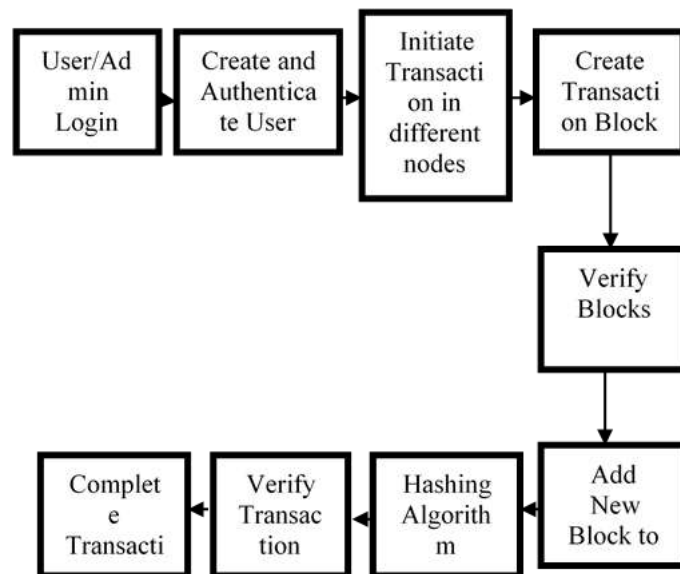 User/Ad
min
Login
Create and
Authentica
te User
Initiate
Transacti
on in
different
nodes
Create
Transacti
on Block
Verify
Blocks
Add
New
Block to
Hashing
Algorith
m
Verify
Transac
tion
Complet
e
Transacti